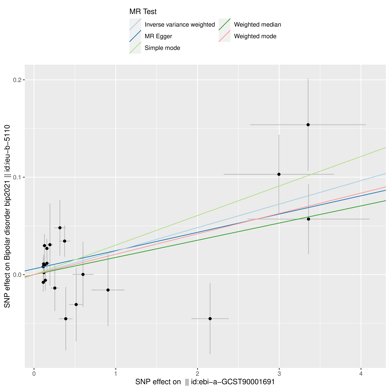 MR Test
Inverse variance weighted
Weighted median
MR Egger
Weighted mode
Simple mode
0.2
0.1
0.0
SNP effect on Bipolar disorder bip2021 || id:ieu-b-5110
0
1
2
3
4
SNP effect on || id:ebi-a-GCST90001691